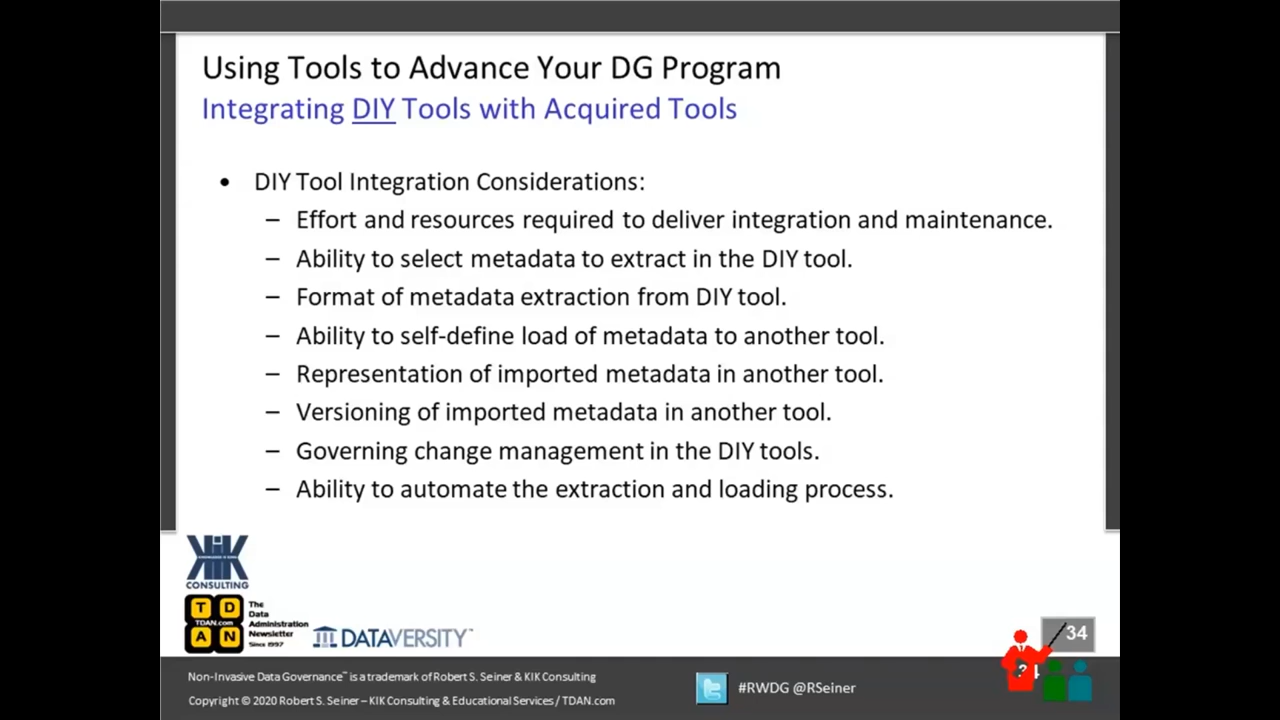 Using Tools to Advance Your DG Program
Integrating DIY Tools with Acquired Tools
• DIY Tool Integration Considerations:
– Effort and resources required to deliver integration and maintenance.
– Ability to select metadata to extract in the DIY tool.
– Format of metadata extraction from DIY tool.
– Ability to self-define load of metadata to another tool.
– Representation of imported metadata in another tool.
– Versioning of imported metadata in another tool.
– Governing change management in the DIY tools.
– Ability to automate the extraction and loading process.
KIK
CONSULTING
T D
TDAN.com
A N
The
Data
Administration
Newsletter
Since 1997
DATAVERSITY™
34
Non-Invasive Data Governance™ is a trademark of Robert S. Seiner & KIK Consulting
Copyright © 2020 Robert S. Seiner – KIK Consulting & Educational Services / TDAN.com
#RWDG @RSeiner